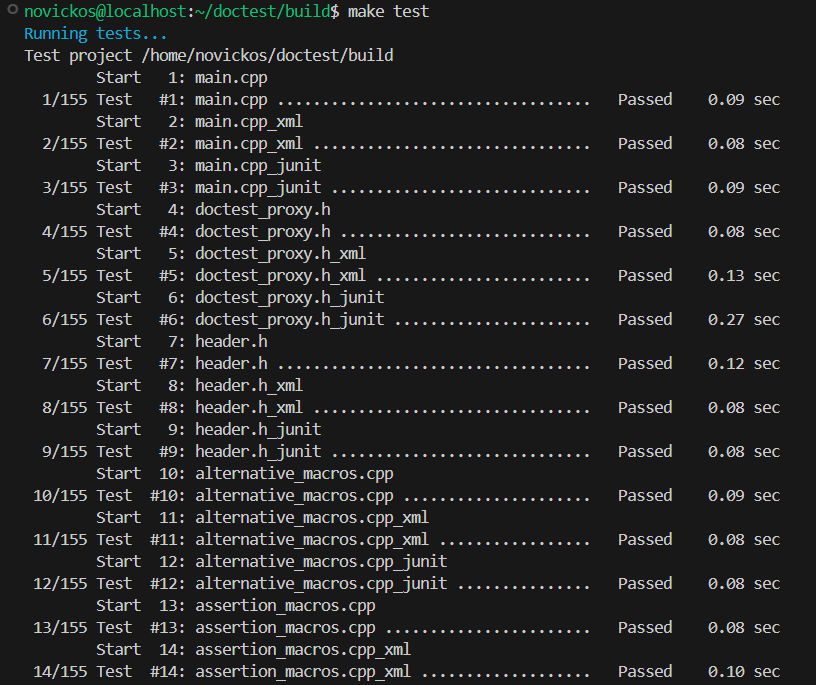 novickos@localhost:~/doctest/build$ make test
Running tests...
Test project /home/novickos/doctest/build
        Start   1: main.cpp
  1/155 Test   #1: main.cpp ...................................   Passed    0.09 sec
        Start   2: main.cpp_xml
  2/155 Test   #2: main.cpp_xml ...............................   Passed    0.08 sec
        Start   3: main.cpp_junit
  3/155 Test   #3: main.cpp_junit .............................   Passed    0.09 sec
        Start   4: doctest_proxy.h
  4/155 Test   #4: doctest_proxy.h ............................   Passed    0.08 sec
        Start   5: doctest_proxy.h_xml
  5/155 Test   #5: doctest_proxy.h_xml ........................   Passed    0.13 sec
        Start   6: doctest_proxy.h_junit
  6/155 Test   #6: doctest_proxy.h_junit ......................   Passed    0.27 sec
        Start   7: header.h
  7/155 Test   #7: header.h ...................................   Passed    0.12 sec
        Start   8: header.h_xml
  8/155 Test   #8: header.h_xml ...............................   Passed    0.08 sec
        Start   9: header.h_junit
  9/155 Test   #9: header.h_junit .............................   Passed    0.08 sec
        Start  10: alternative_macros.cpp
 10/155 Test  #10: alternative_macros.cpp .....................   Passed    0.09 sec
        Start  11: alternative_macros.cpp_xml
 11/155 Test  #11: alternative_macros.cpp_xml .................   Passed    0.08 sec
        Start  12: alternative_macros.cpp_junit
 12/155 Test  #12: alternative_macros.cpp_junit ...............   Passed    0.08 sec
        Start  13: assertion_macros.cpp
 13/155 Test  #13: assertion_macros.cpp .......................   Passed    0.08 sec
        Start  14: assertion_macros.cpp_xml
 14/155 Test  #14: assertion_macros.cpp_xml ...................   Passed    0.10 sec